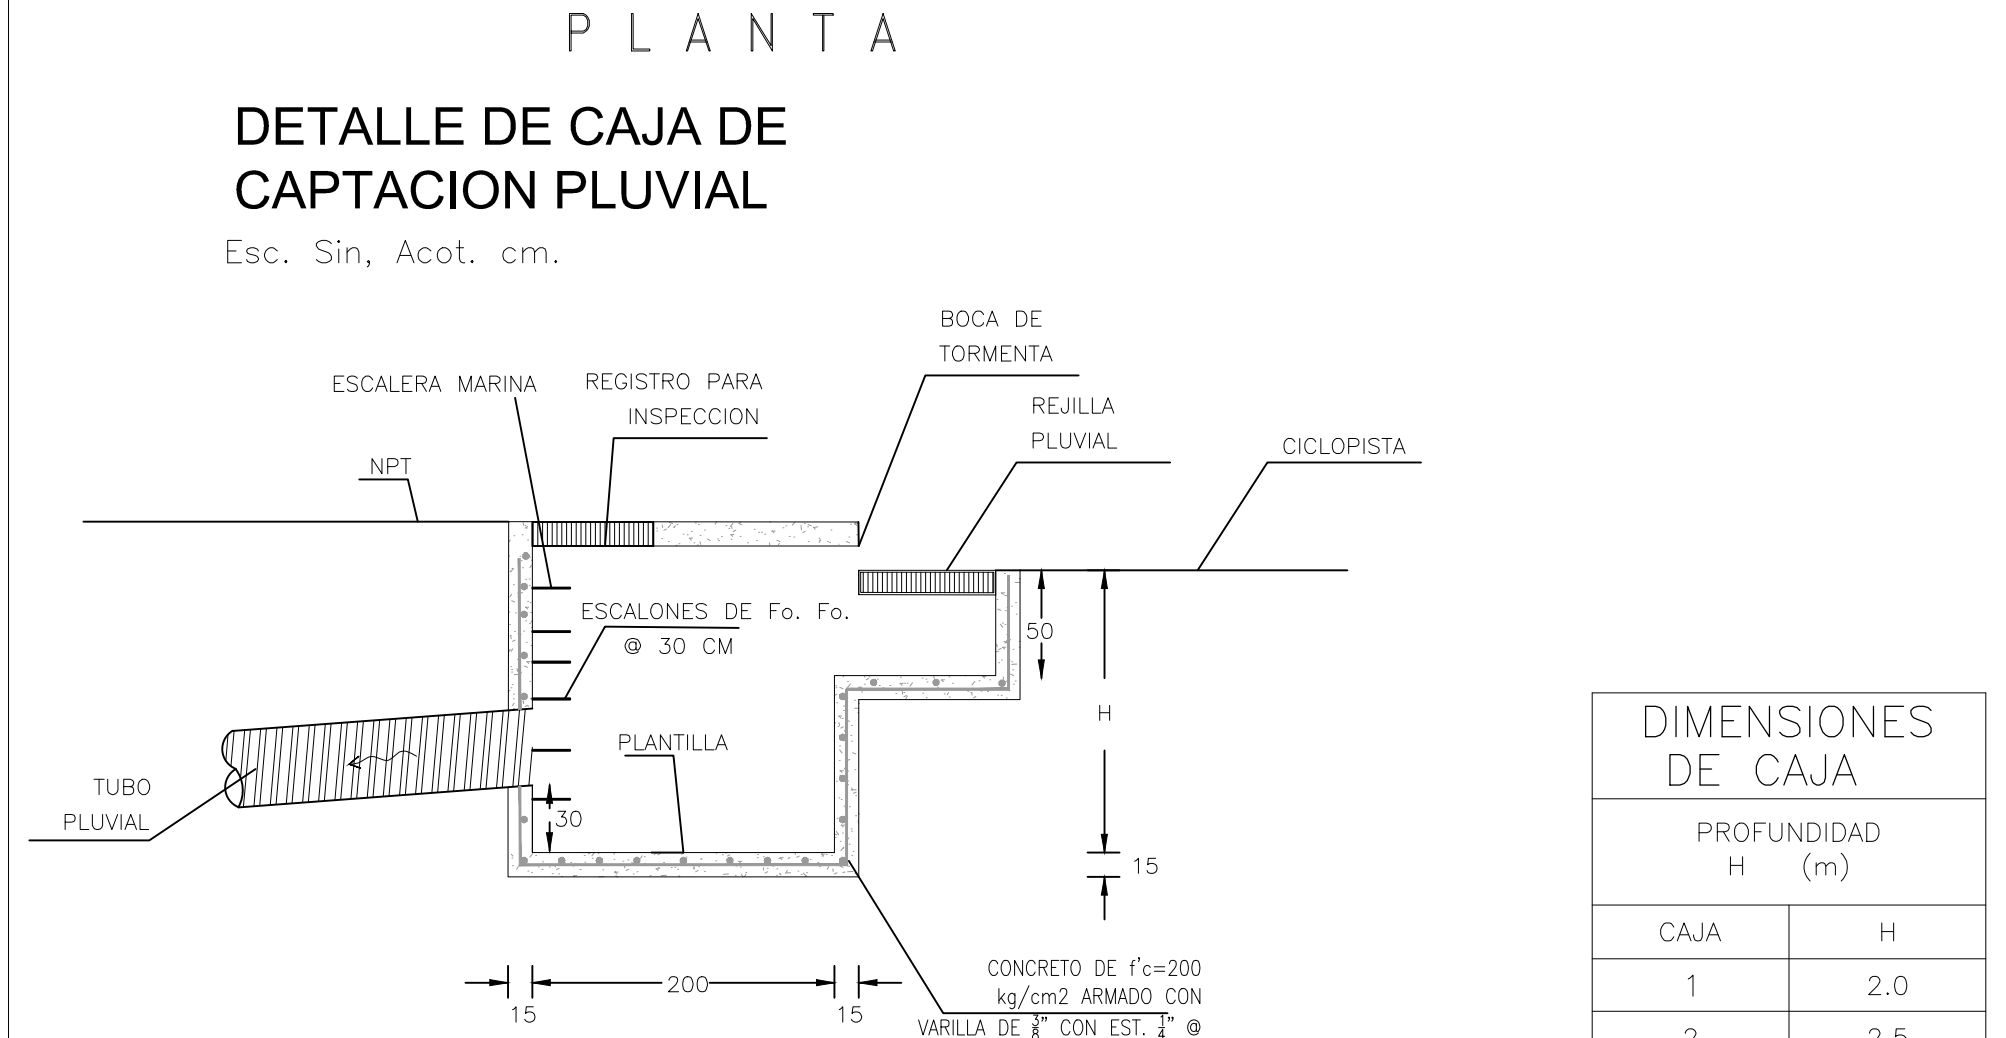 PLANTA
DETALLE DE CAJA DE
CAPTACION PLUVIAL
Esc. Sin, Acot. cm.
BOCA DE
TORMENTA
ESCALERA MARINA
REGISTRO PARA
INSPECCION
REJILLA
PLUVIAL
CICLOPISTA
NPT
ESCALONES DE Fo. Fo.
@ 30 CM
50
H
PLANTILLA
TUBO
PLUVIAL
30
15
200
15
15
CONCRETO DE f'c=200
kg/cm2 ARMADO CON
VARILLA DE 3/8" CON EST. 1/4" @
DIMENSIONES
DE CAJA
PROFUNDIDAD
H (m)
CAJA H
1 2.0
2 2.5